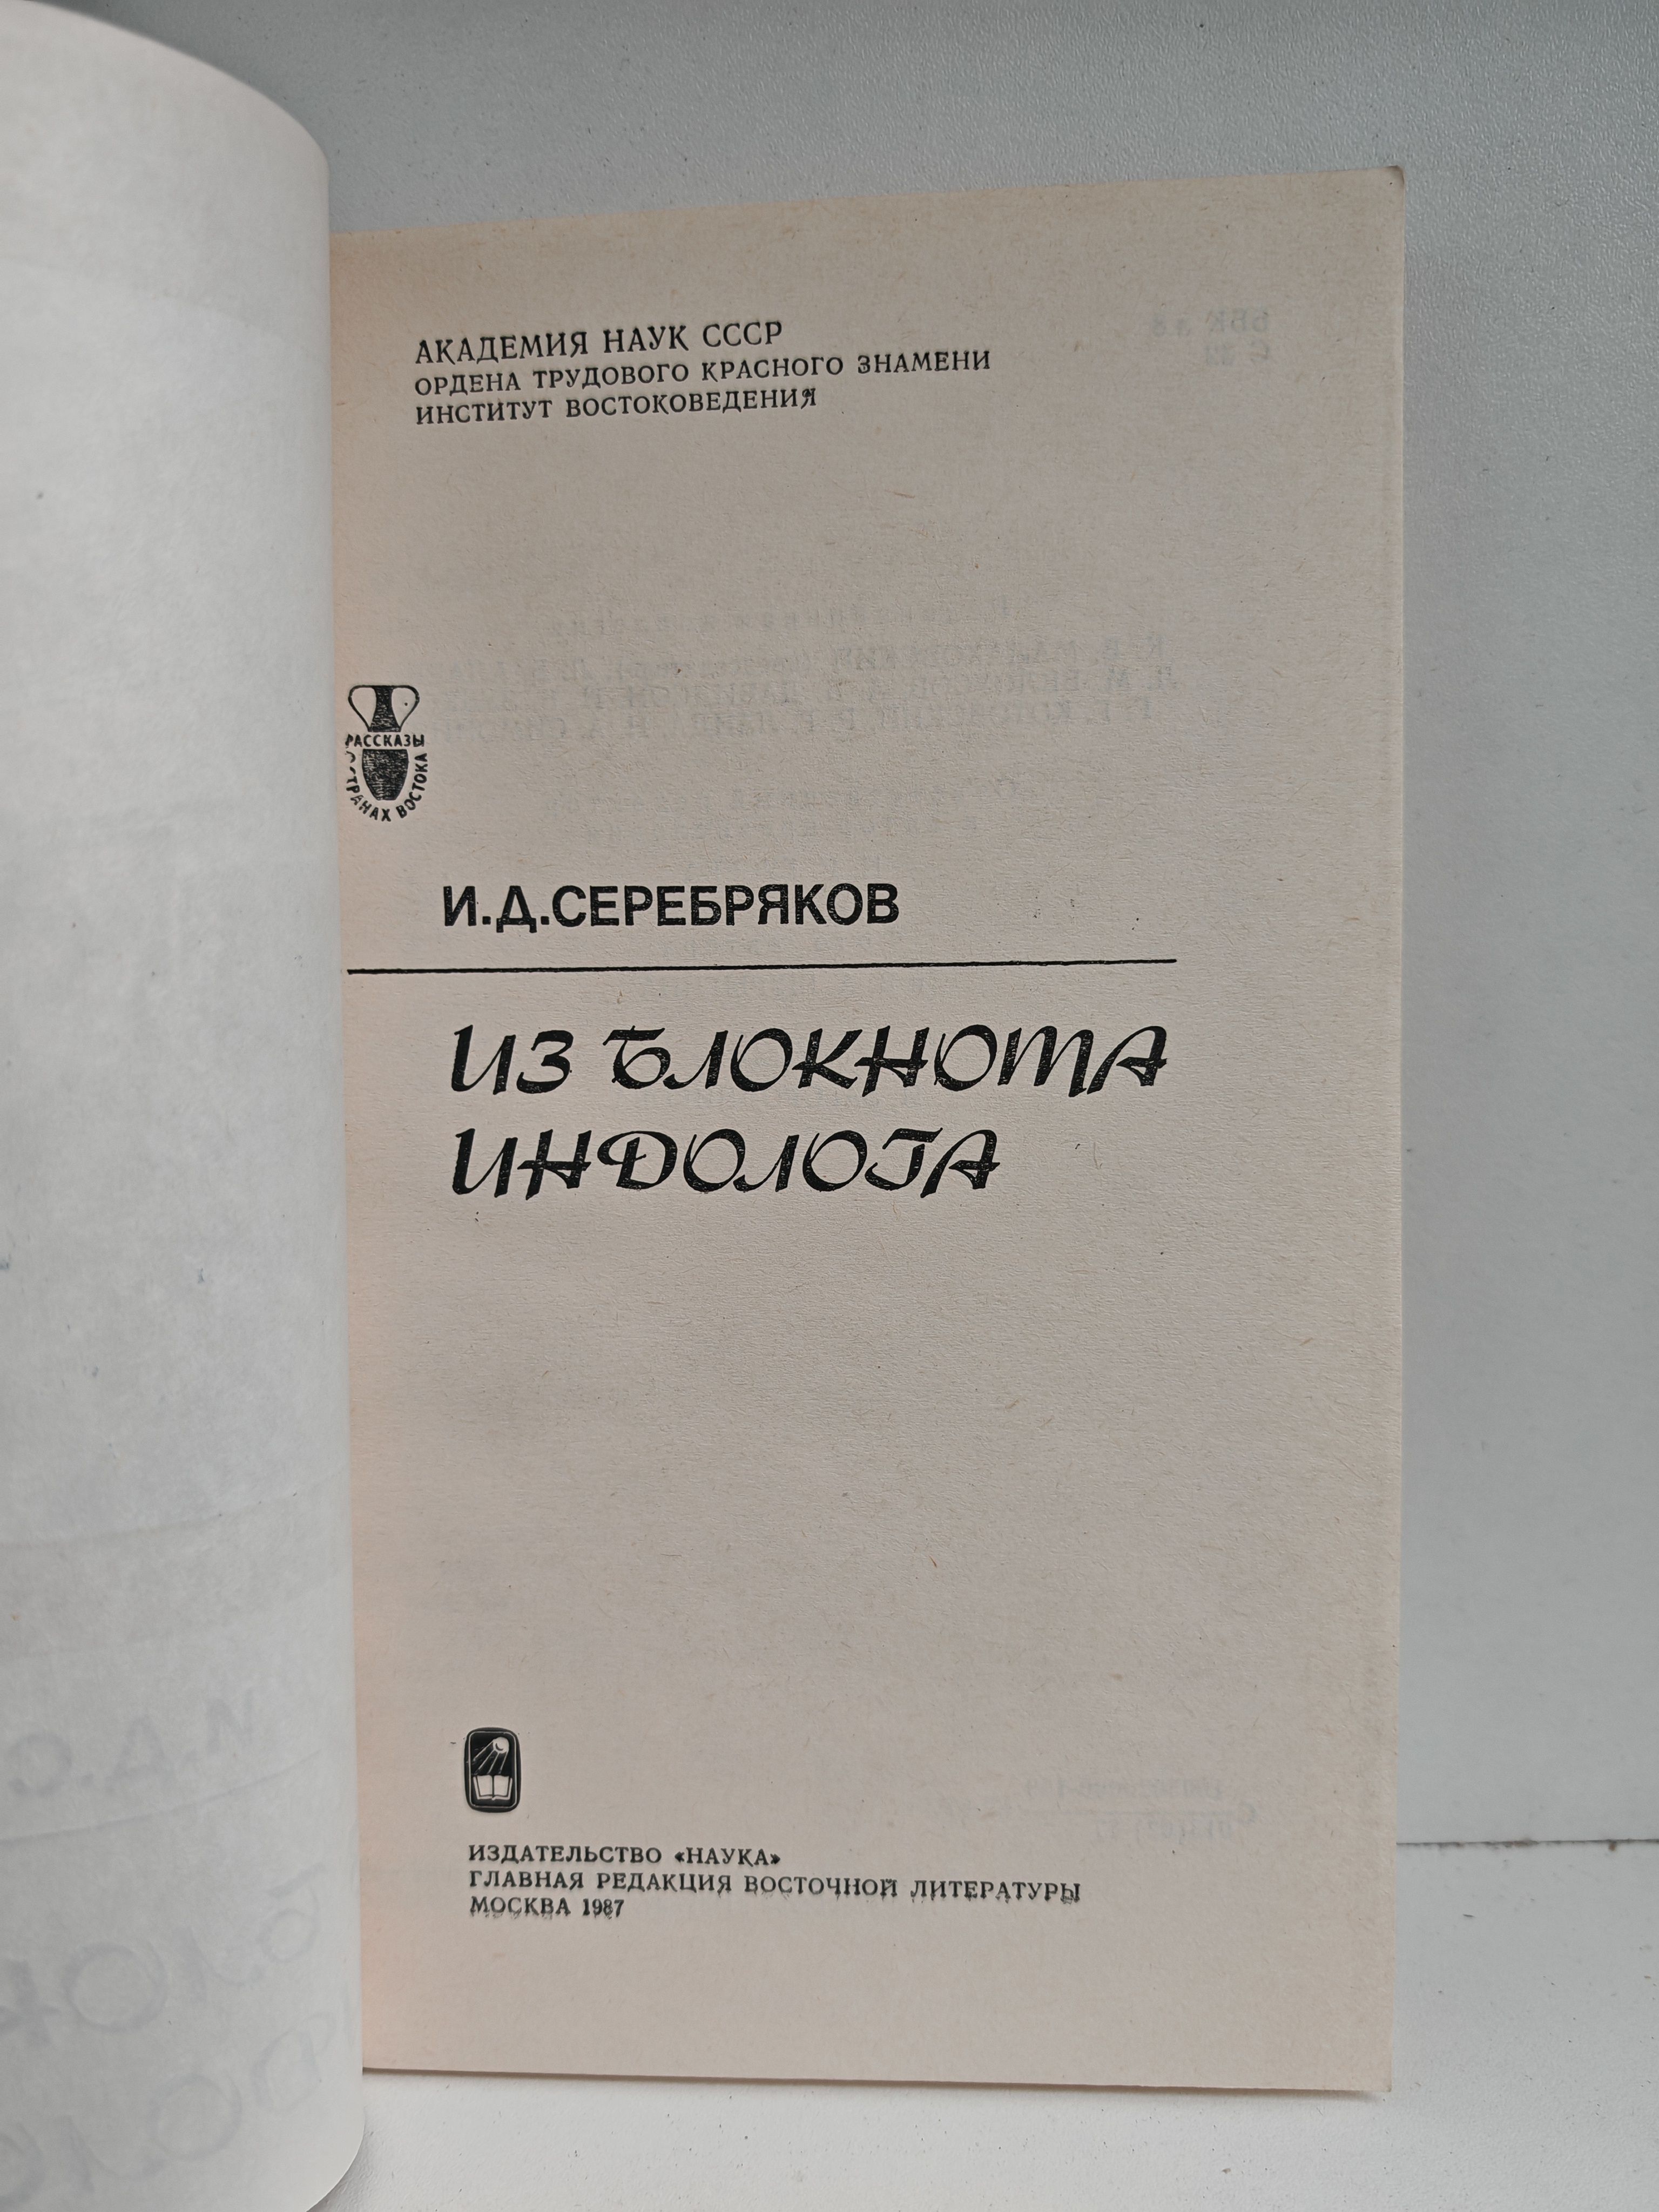 АКАДЕМИЯ НАУК СССР
ОРДЕНА ТРУДОВОГО КРАСНОГО ЗНАМЕНИ
ИНСТИТУТ ВОСТОКОВЕДЕНИЯ
РАССКАЗЫ
О СТРАНАХ ВОСТОКА
И.Д.СЕРЕБРЯКОВ
ИЗ БЛОКНОТА
ИНДОЛОГА
ИЗДАТЕЛЬСТВО «НАУКА»
ГЛАВНАЯ РЕДАКЦИЯ ВОСТОЧНОЙ ЛИТЕРАТУРЫ
МОСКВА 1987